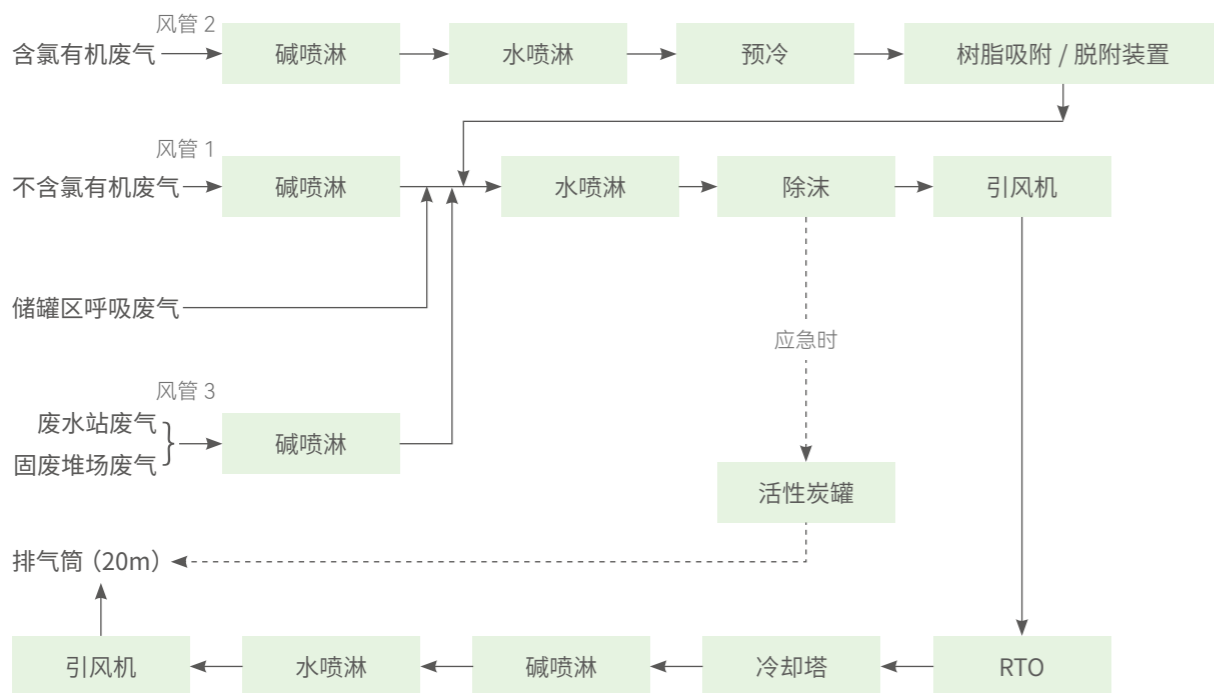 风管 2
含氯有机废气
碱喷淋
水喷淋
预冷
树脂吸附 / 脱附装置
风管 1
不含氯有机废气
碱喷淋
水喷淋
除沫
引风机
储罐区呼吸废气
应急时
风管 3
废水站废气
固废堆场废气
碱喷淋
活性炭罐
排气筒（20m）
引风机
水喷淋
碱喷淋
冷却塔
RTO